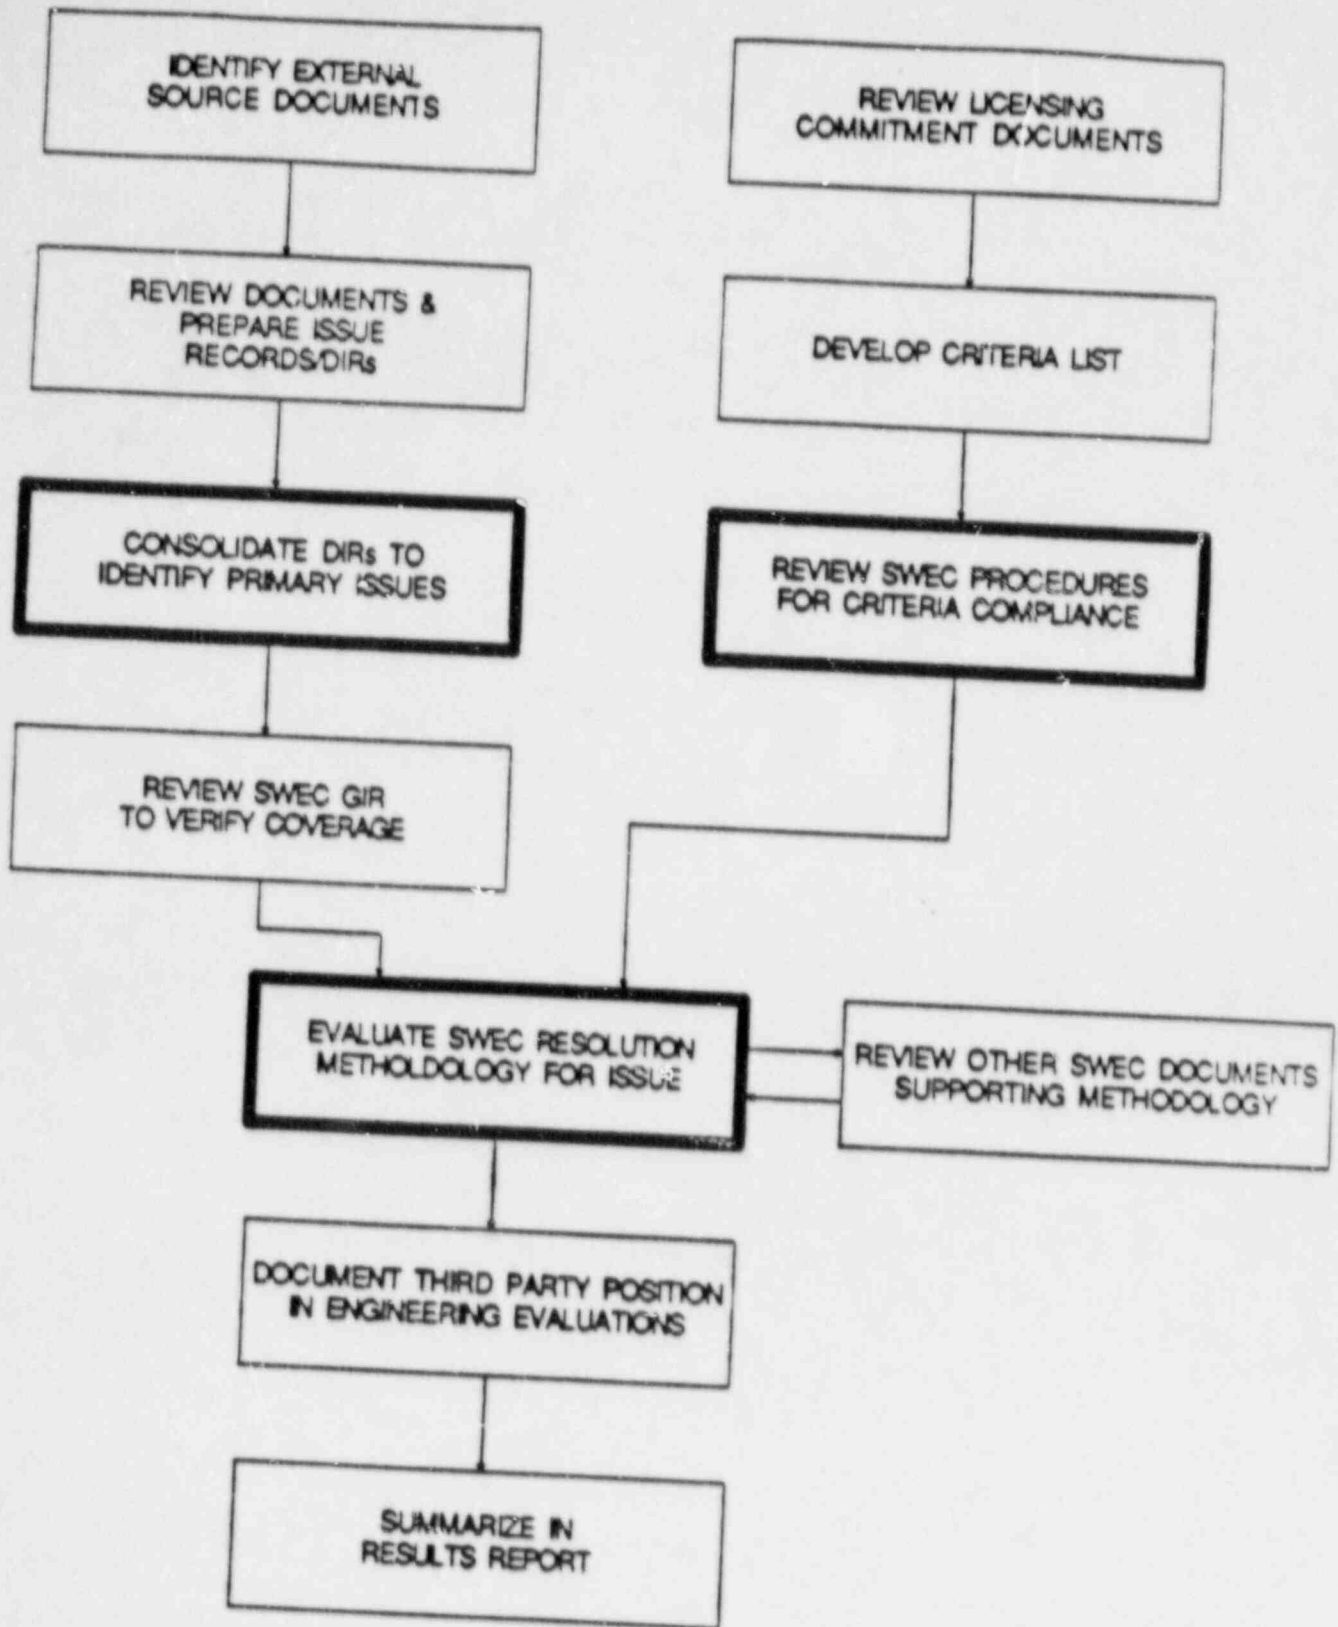 IDENTIFY EXTERNAL
SOURCE DOCUMENTS
REVIEW LICENSING
COMMITMENT DOCUMENTS
REVIEW DOCUMENTS &
PREPARE ISSUE
RECORDS/DIRs
DEVELOP CRITERIA LIST
CONSOLIDATE DIRs TO
IDENTIFY PRIMARY ISSUES
REVIEW SWEC PROCEDURES
FOR CRITERIA COMPLIANCE
REVIEW SWEC GIR
TO VERIFY COVERAGE
EVALUATE SWEC RESOLUTION
METHOLDOLOGY FOR ISSUE
REVIEW OTHER SWEC DOCUMENTS
SUPPORTING METHODOLOGY
DOCUMENT THIRD PARTY POSITION
IN ENGINEERING EVALUATIONS
SUMMARIZE IN
RESULTS REPORT